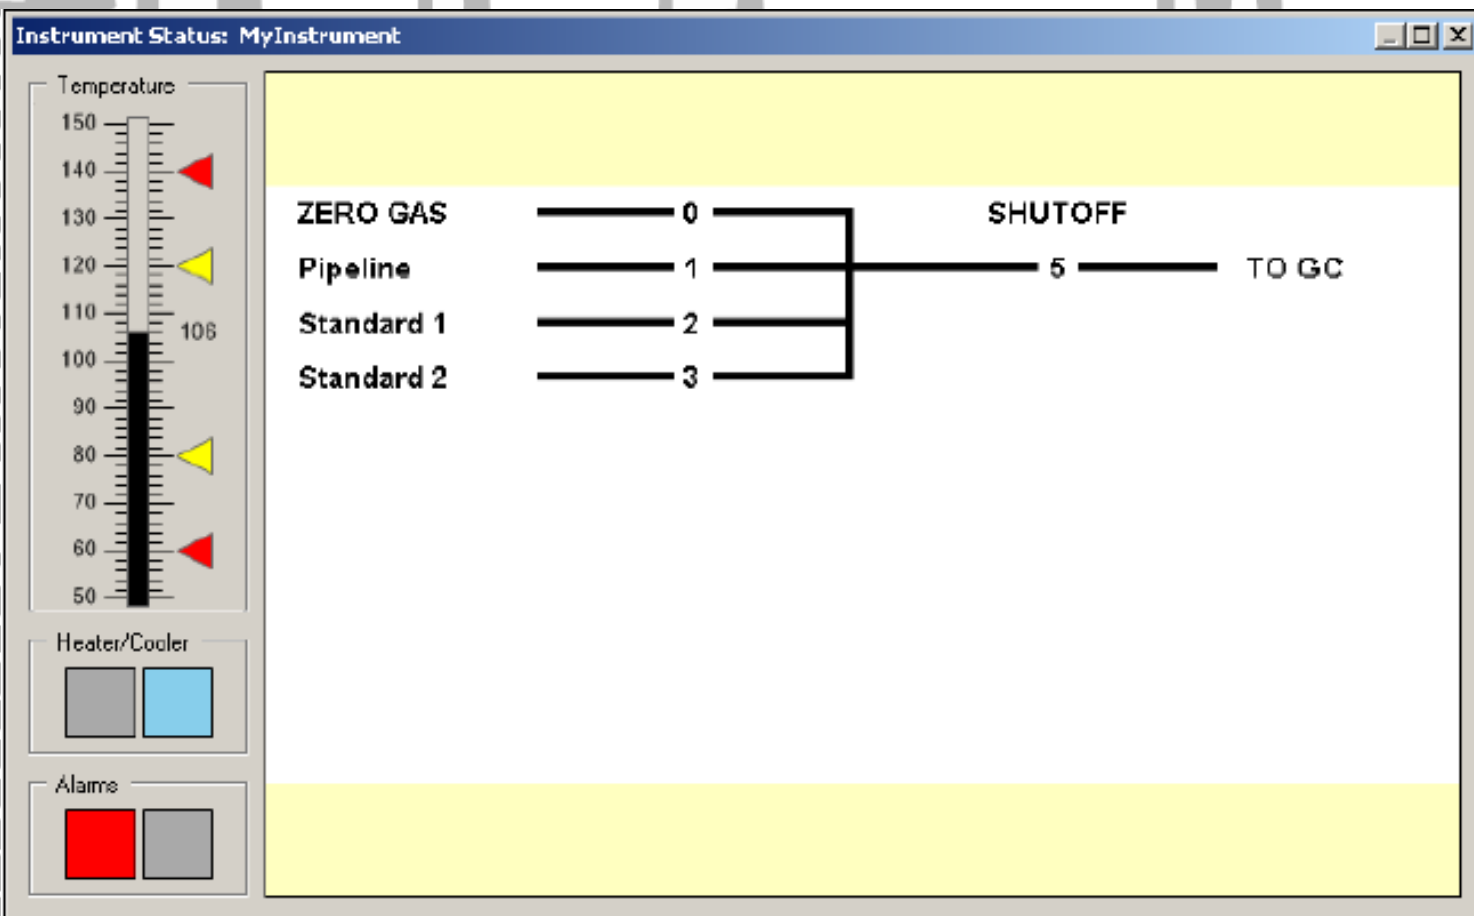 Instrument Status: MyInstrument
Temperature
150
140
130
120
110
106
100
90
80
70
60
50
Heater/Cooler
Alarms
ZERO GAS 0 SHUTOFF
Pipeline 1 5 TO GC
Standard 1 2
Standard 2 3